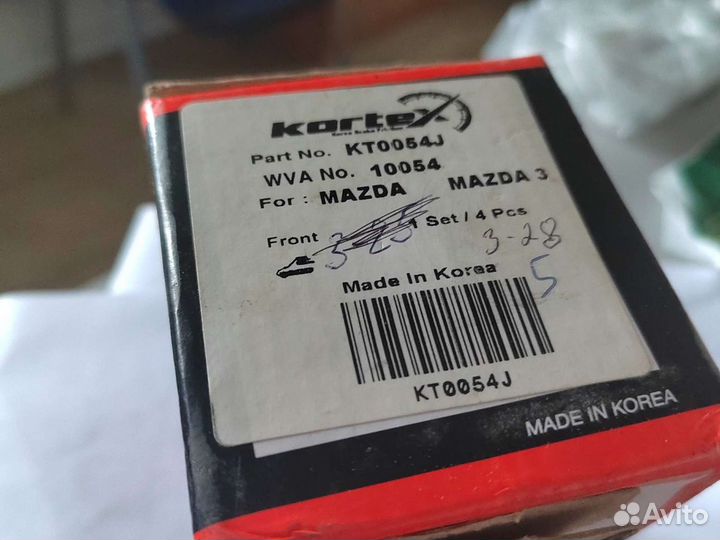 kortex
Part No. KT0054J
WVA No. 10054
For : MAZDA MAZDA 3
Front 1 Set / 4 Pcs
3-28
5
Made In Korea
KT0054J
MADE IN KOREA
Avito